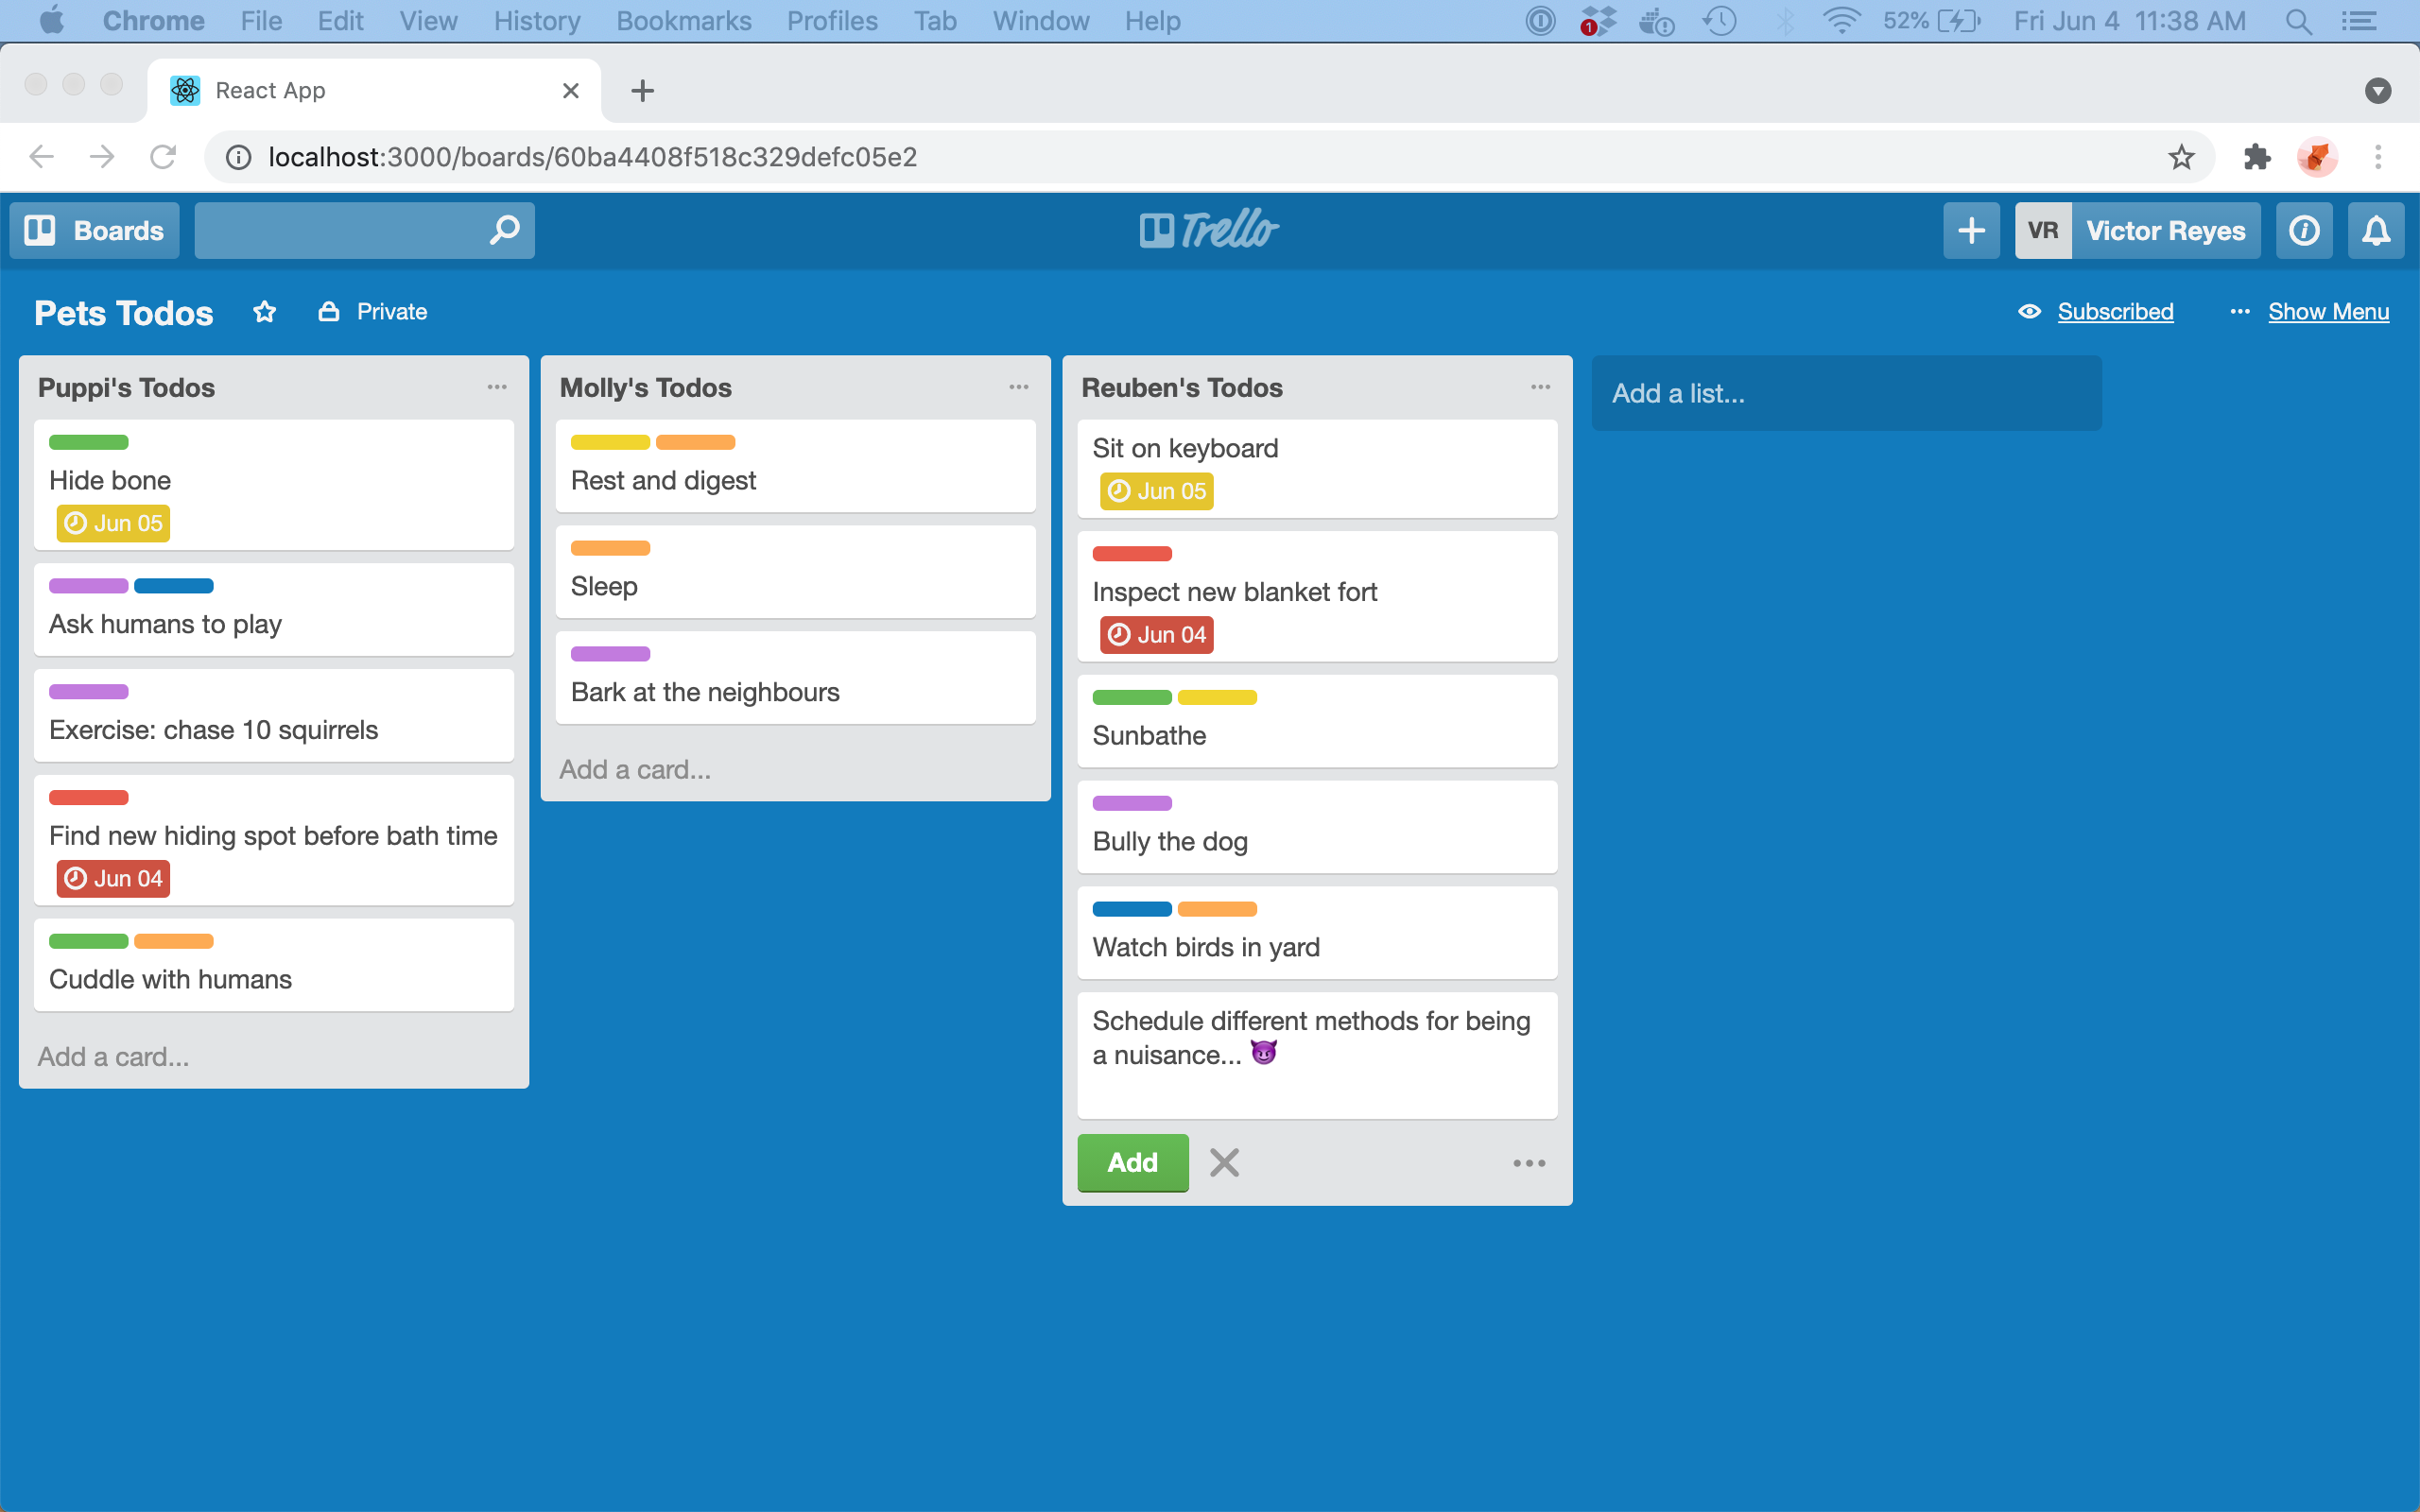 Chrome File Edit View History Bookmarks Profiles Tab Window Help 1 52% Fri Jun 4 11:38 AM
React App
localhost:3000/boards/60ba4408f518c329defc05e2
Boards Trello VR Victor Reyes
Pets Todos Private Subscribed ... Show Menu
Puppi's Todos
Hide bone
Jun 05
Ask humans to play
Exercise: chase 10 squirrels
Find new hiding spot before bath time
Jun 04
Cuddle with humans
Add a card...
Molly's Todos
Rest and digest
Sleep
Bark at the neighbours
Add a card...
Reuben's Todos
Sit on keyboard
Jun 05
Inspect new blanket fort
Jun 04
Sunbathe
Bully the dog
Watch birds in yard
Schedule different methods for being
a nuisance... 😈
Add
Add a list...